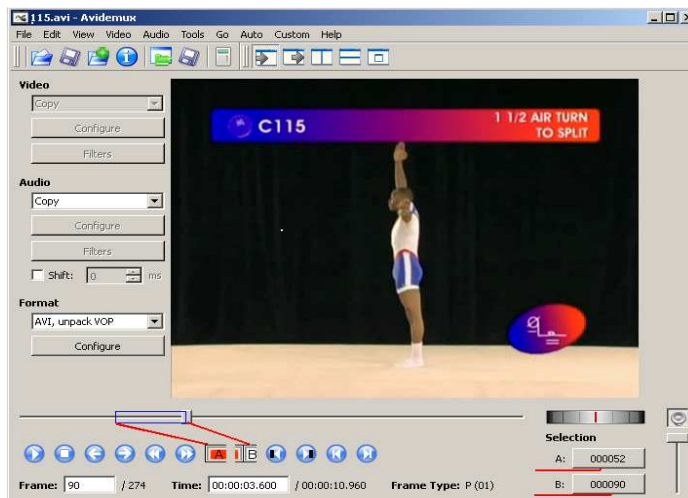 115.avi - Avidemux
File Edit View Video Audio Tools Go Auto Custom Help
Video
Copy
Configure
Filters
Audio
Copy
Configure
Filters
Shift: 0 ms
Format
AVI, unpack VOP
Configure
C115
1 1/2 AIR TURN
TO SPLIT
A B
Selection
A: 000052
B: 000090
Frame: 90 / 274 Time: 00:00:03.600 / 00:00:10.960 Frame Type: P (01)